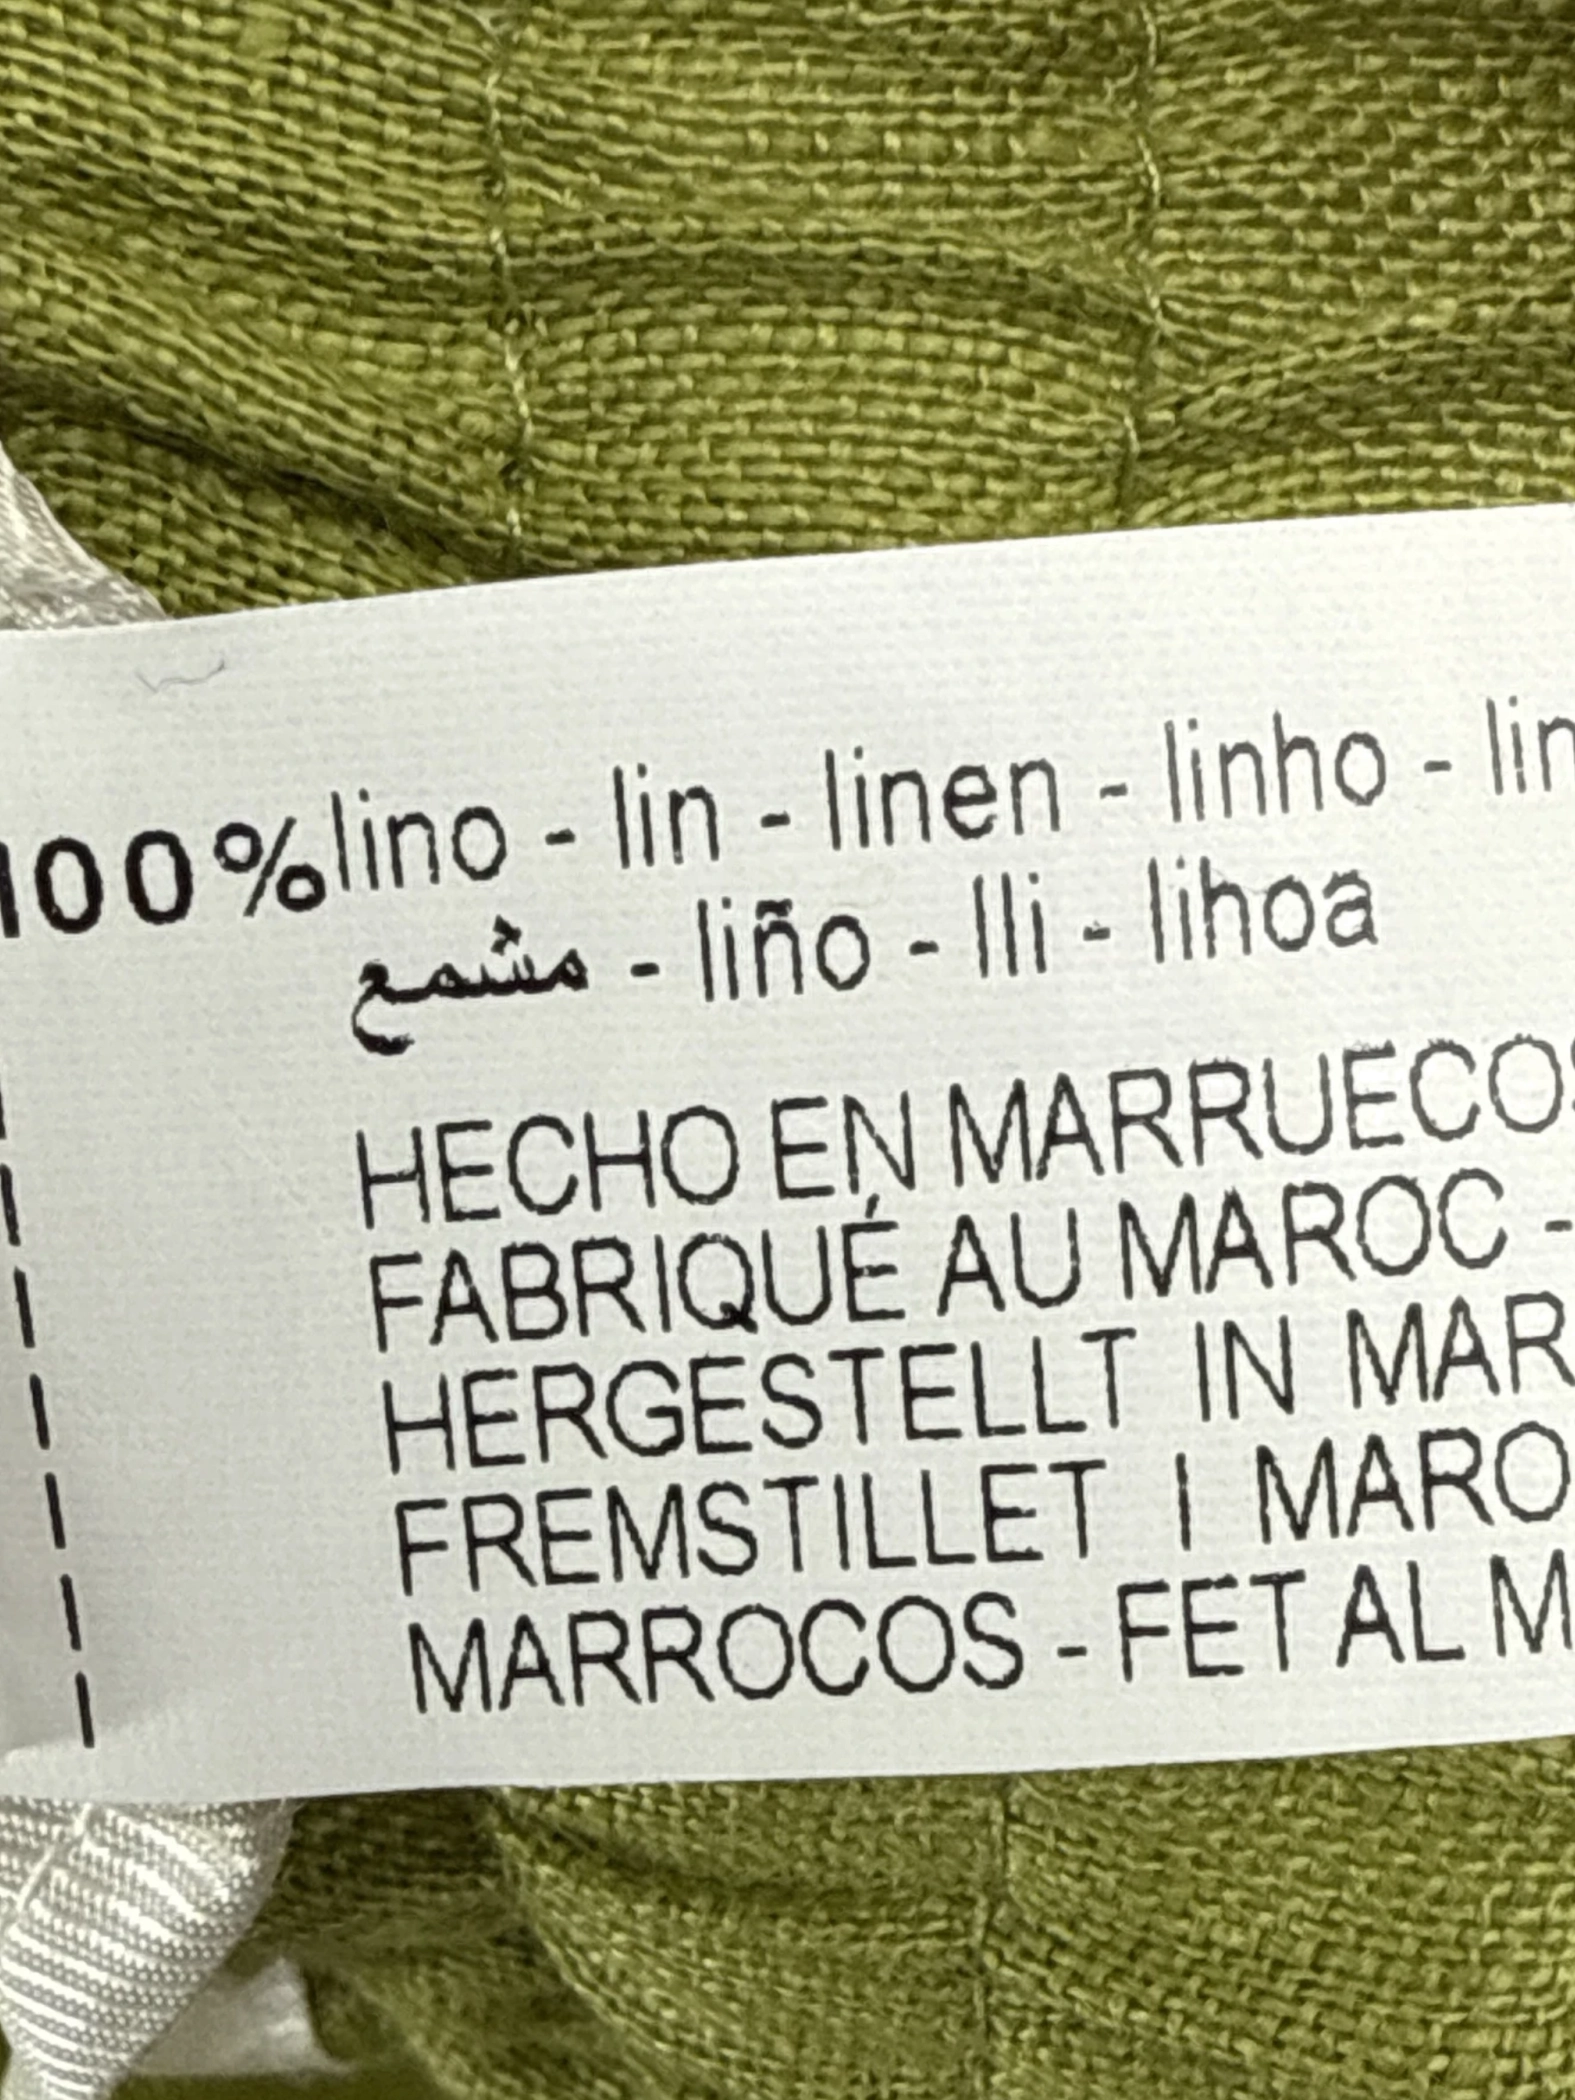 100% lino - lin - linen - linho - lin
مشمع - liño - lli - lihoa
HECHO EN MARRUECOS
FABRIQUÉ AU MAROC -
HERGESTELLT IN MAR
FREMSTILLET I MARO
MARROCOS - FET AL M